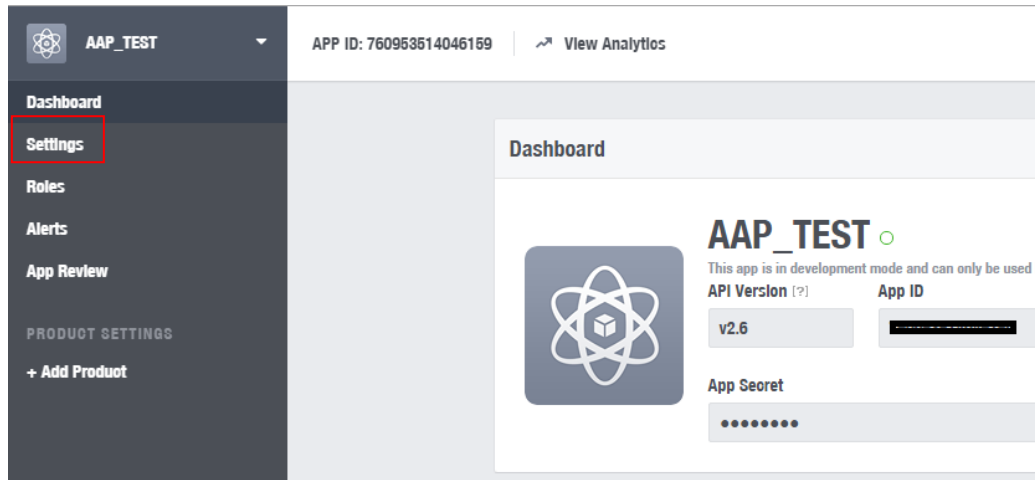 AAP_TEST
APP ID: 760953514046159
View Analytics
Dashboard
Settings
Roles
Alerts
App Review
PRODUCT SETTINGS
+ Add Product
Dashboard
AAP_TEST
This app is in development mode and can only be used
API Version [?]
App ID
v2.6
App Secret
●●●●●●●●